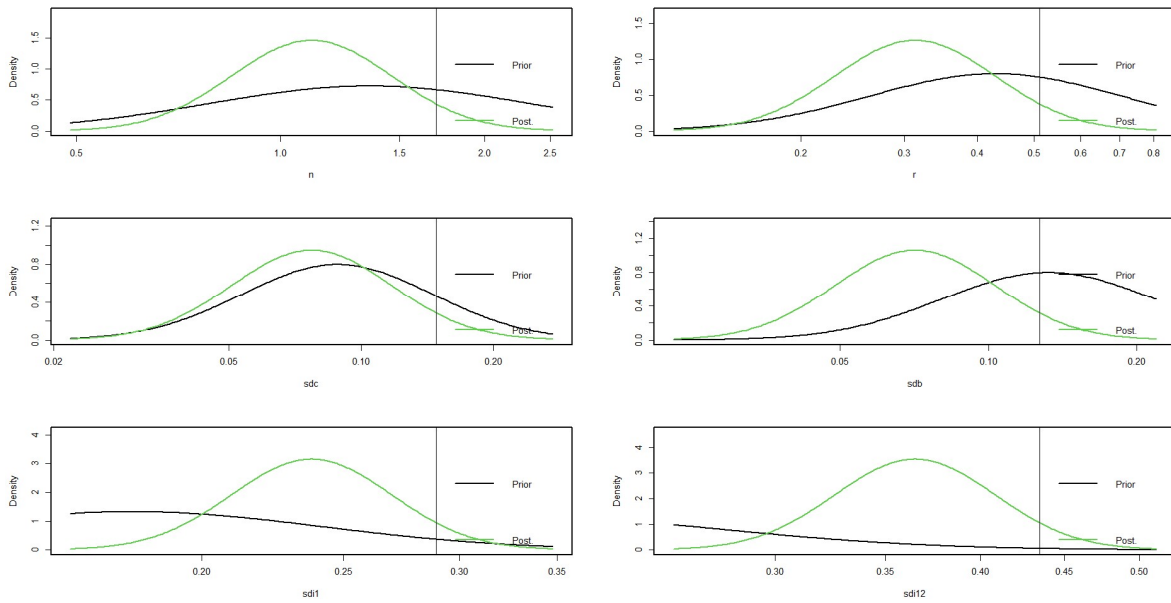 Density
1.5
1.0
0.5
0.0
Prior
Post.
0.5 1.0 1.5 2.0 2.5
n
Density
1.5
1.0
0.5
0.0
Prior
Post.
0.2 0.3 0.4 0.5 0.6 0.7 0.8
r
Density
1.2
0.8
0.4
0.0
Prior
Post.
0.02 0.05 0.10 0.20
sdc
Density
1.2
0.8
0.4
0.0
Prior
Post.
0.05 0.10 0.20
sdb
Density
4
3
2
1
0
Prior
Post.
0.20 0.25 0.30 0.35
sdi1
Density
4
3
2
1
0
Prior
Post.
0.30 0.35 0.40 0.45 0.50
sdi12